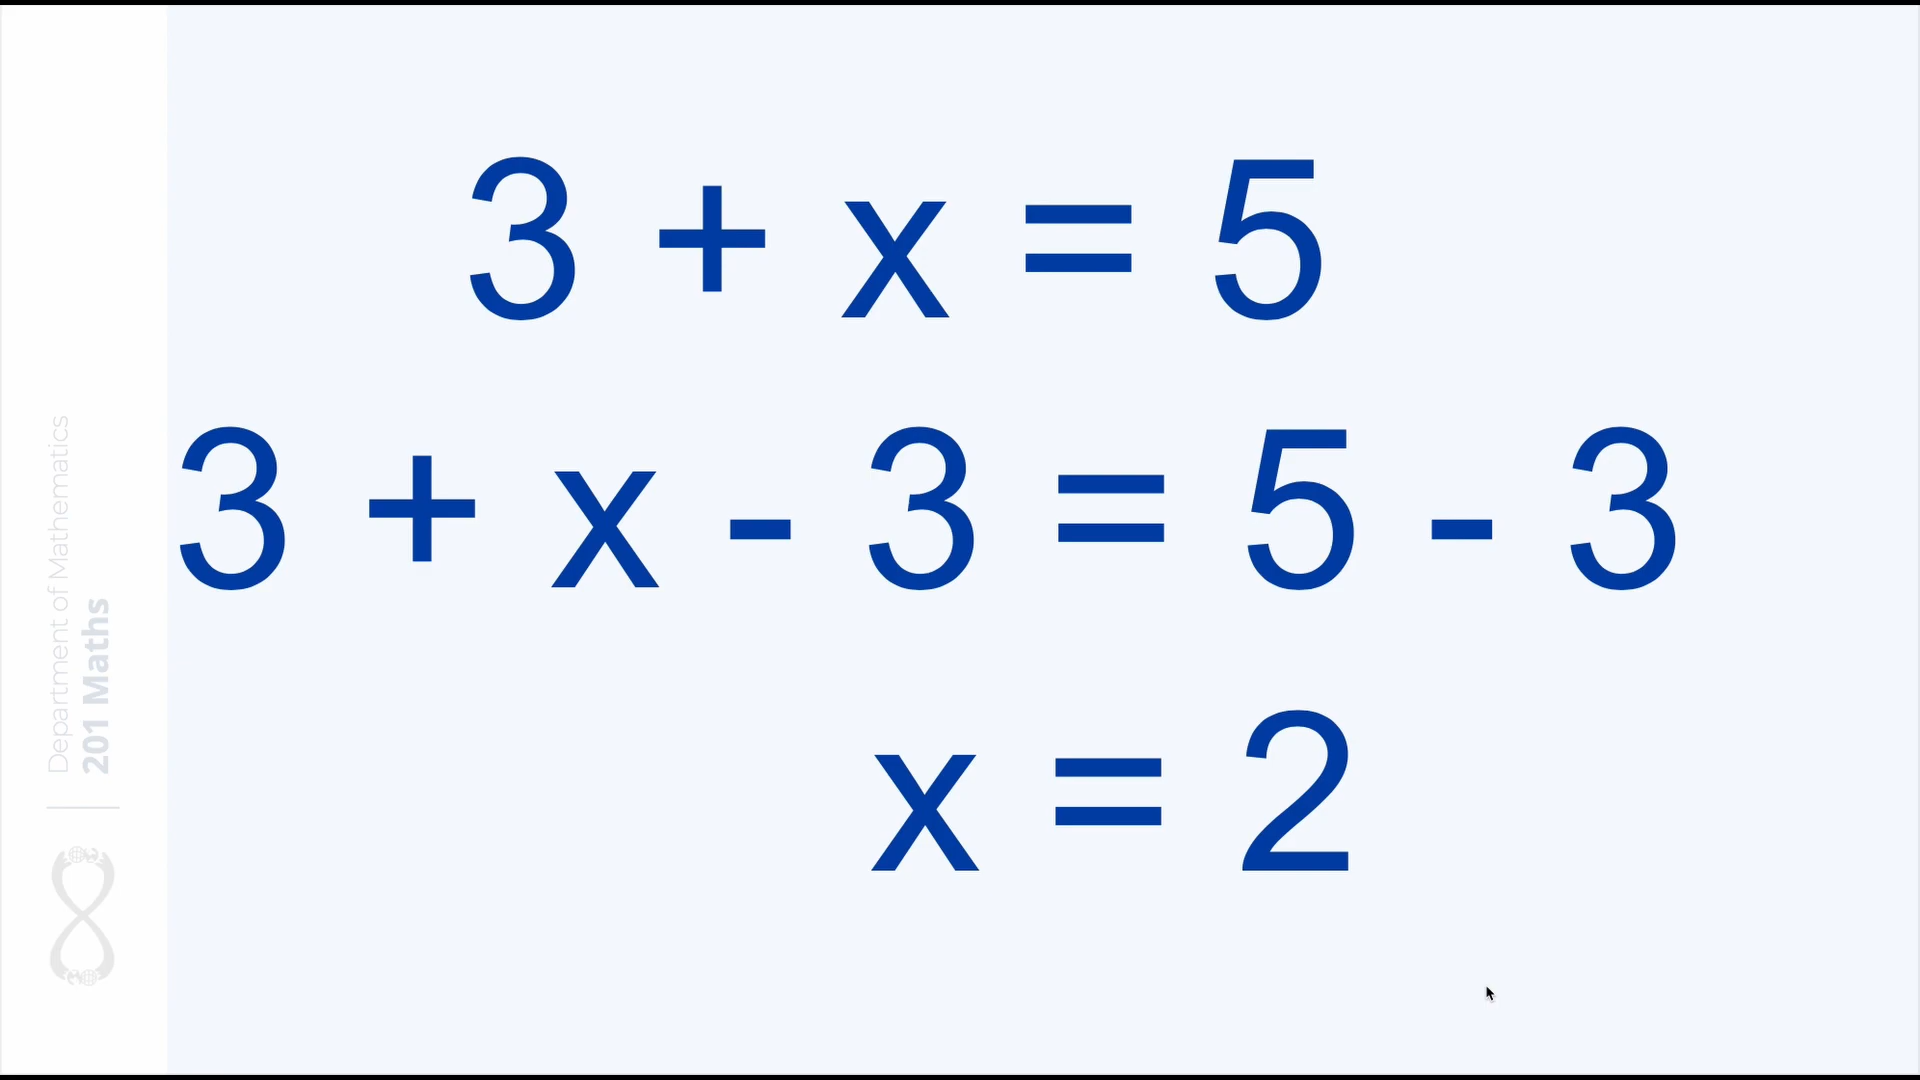 3 + x = 5
3 + x - 3 = 5 - 3
x = 2
Department of Mathematics
201 Maths